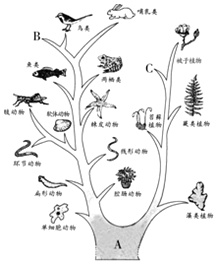 哺乳类
鸟类
B
鱼类
两栖类
C
被子植物
肢动物
软体动物
棘皮动物
苔藓
植物
蕨类植物
环节动物
线形动物
扁形动物
腔肠动物
单细胞动物
藻类植物
A